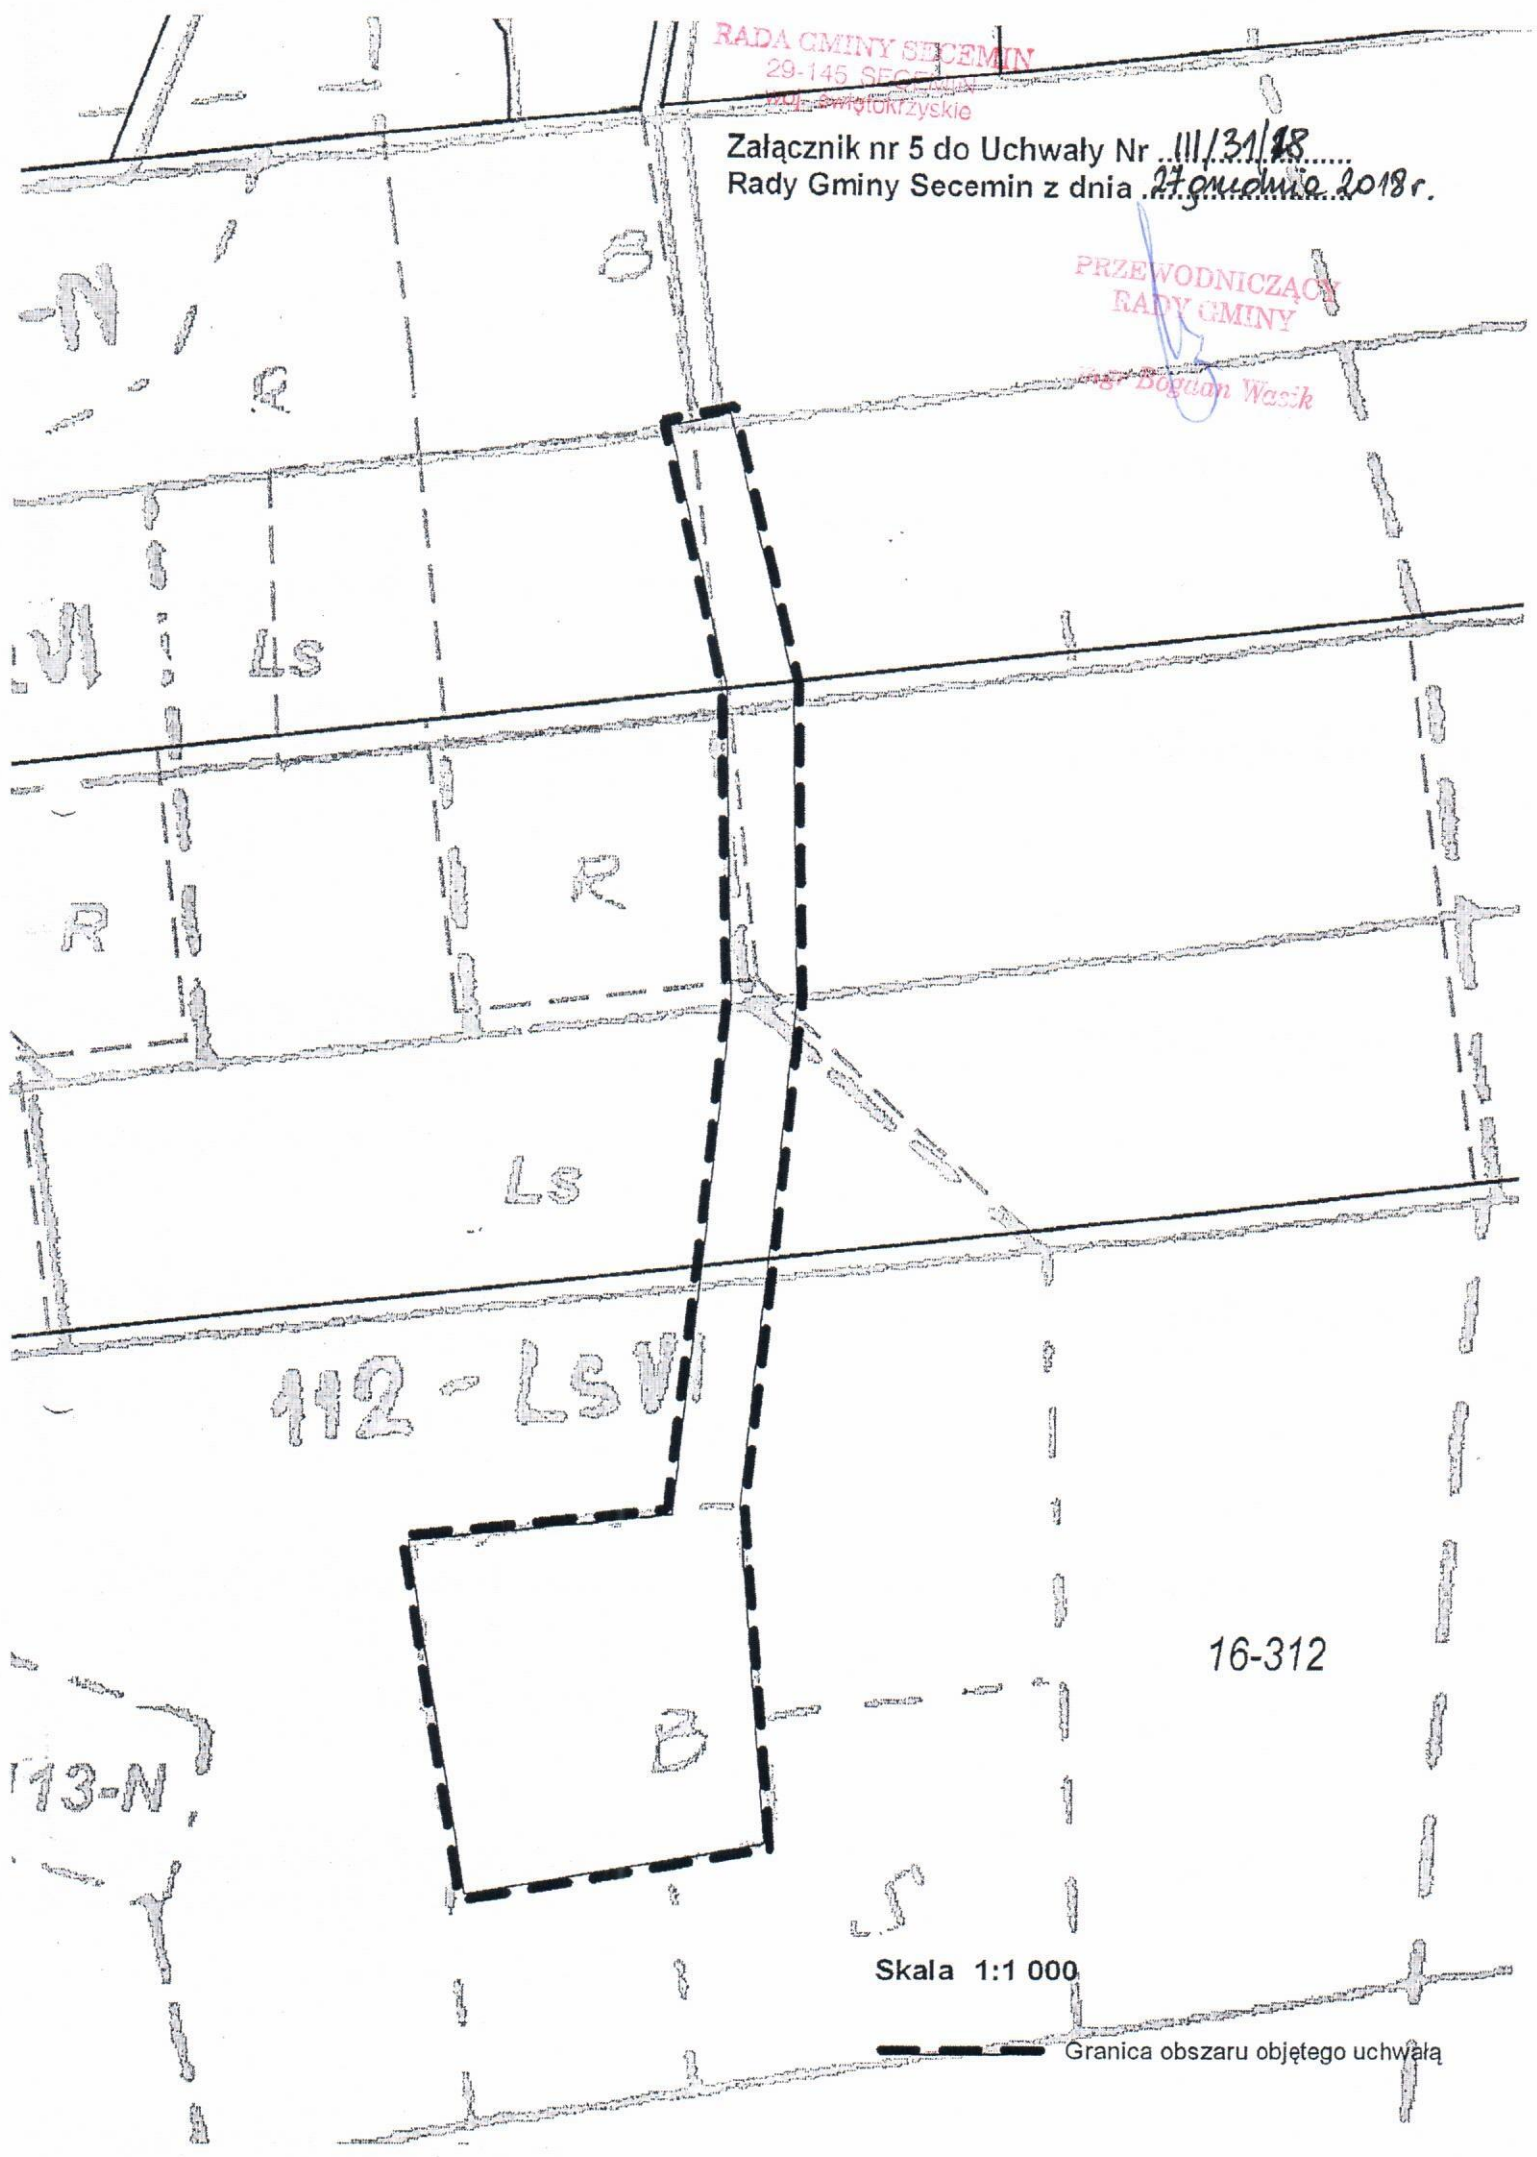 RADA GMINY SECEMIN
29-145 SECEMIN
woj. świętokrzyskie
Załącznik nr 5 do Uchwały Nr ...III/31/18......
Rady Gminy Secemin z dnia ..27 grudnia 2018 r.
PRZEWODNICZĄCY
RADY GMINY
mgr Bogdan Wasik
-N
B
R
VI
Ls
R
R
Ls
112-LsVI
16-312
B
13-N
Skala 1:1 000
Granica obszaru objętego uchwałą